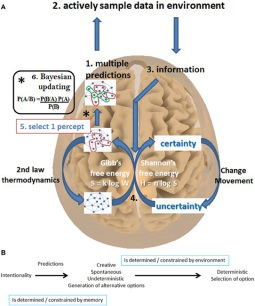 A
2. actively sample data in environment
1. multiple
predictions
3. information
*
6. Bayesian
updating
P(A/B) = P(B/A) P(A)
P(B)
*
5. select 1 percept
certainty
2nd law
thermodynamics
Gibb's
free energy
S = k log W
Shannon's
free energy
H = n log S
Change
Movement
4.
uncertainty
B
Is determined / constrained by environment
Predictions
Intentionality
Creative
Spontaneous
Undeterministic
Generation of alternative options
Deterministic
Selection of option
Is determined / constrained by memory